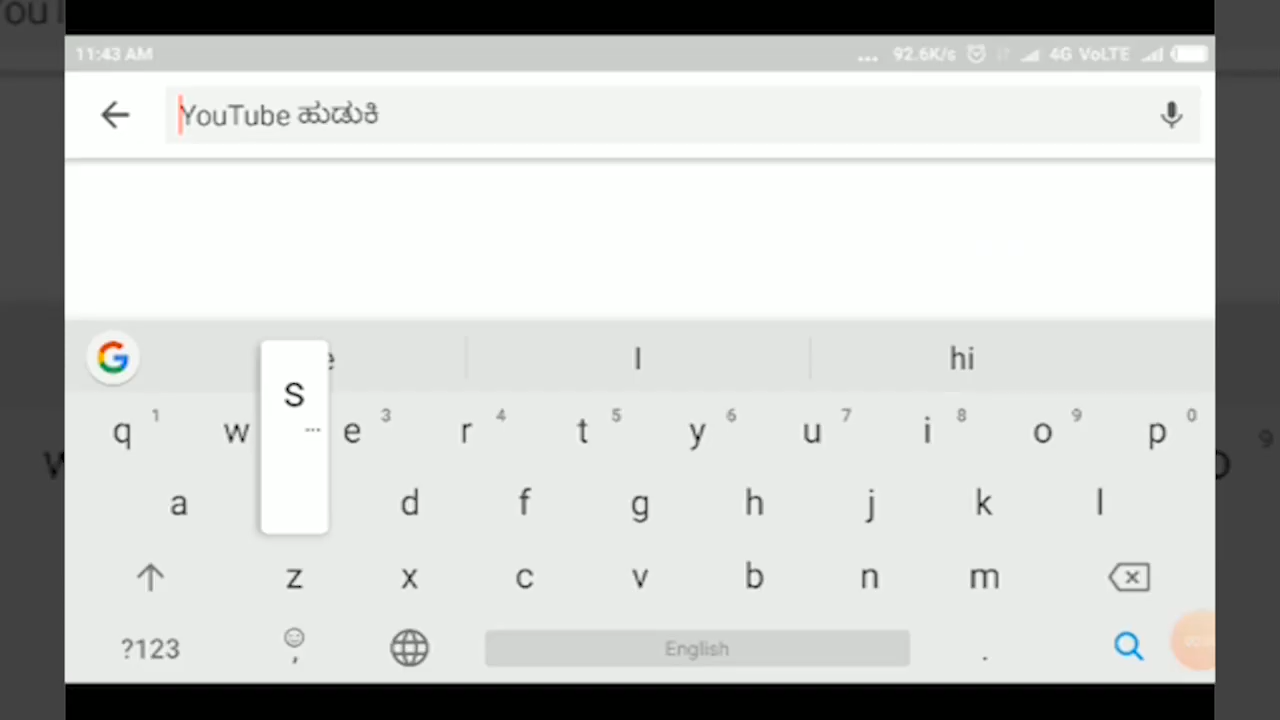 11:43 AM ... 92.6K/s 4G VoLTE
YouTube ಹುಡುಕಿ
I hi
q 1 w e 3 r 4 t 5 y 6 u 7 i 8 o 9 p 0
S
a d f g h j k l
z x c v b n m
?123 , English .